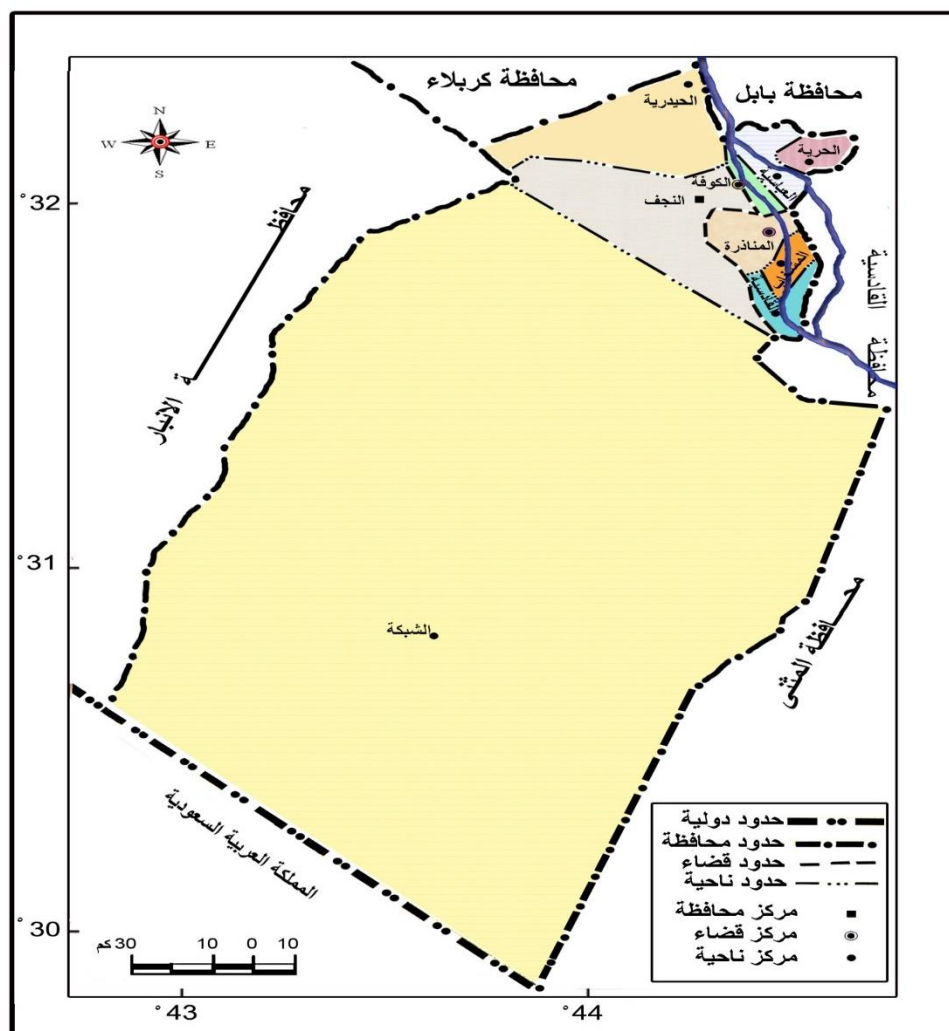 محافظة كربلاء
محافظة بابل
الحيدرية
الحرية
العباسية
الكوفة
النجف
المناذرة
القادسية
محافظة القادسية
محافظ
ة الانبار
الشبكة
محافظة المثنى
المملكة العربية السعودية
N
W E
S
°32
°31
°30
°43
°44
30 10 0 10 كم
حدود دولية
حدود محافظة
حدود قضاء
حدود ناحية
مركز محافظة
مركز قضاء
مركز ناحية